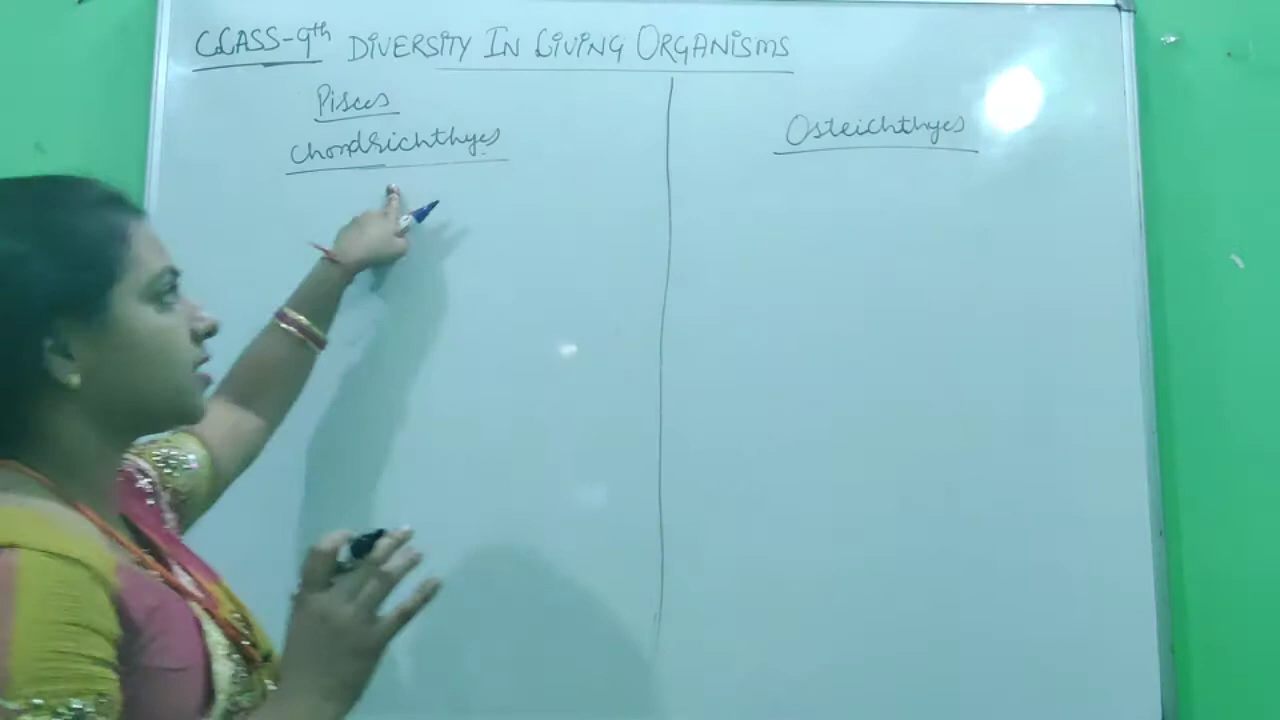 CLASS-9th DIVERSITY IN LIVING ORGANISMS
Pisces
Chondrichthyes
Osteichthyes